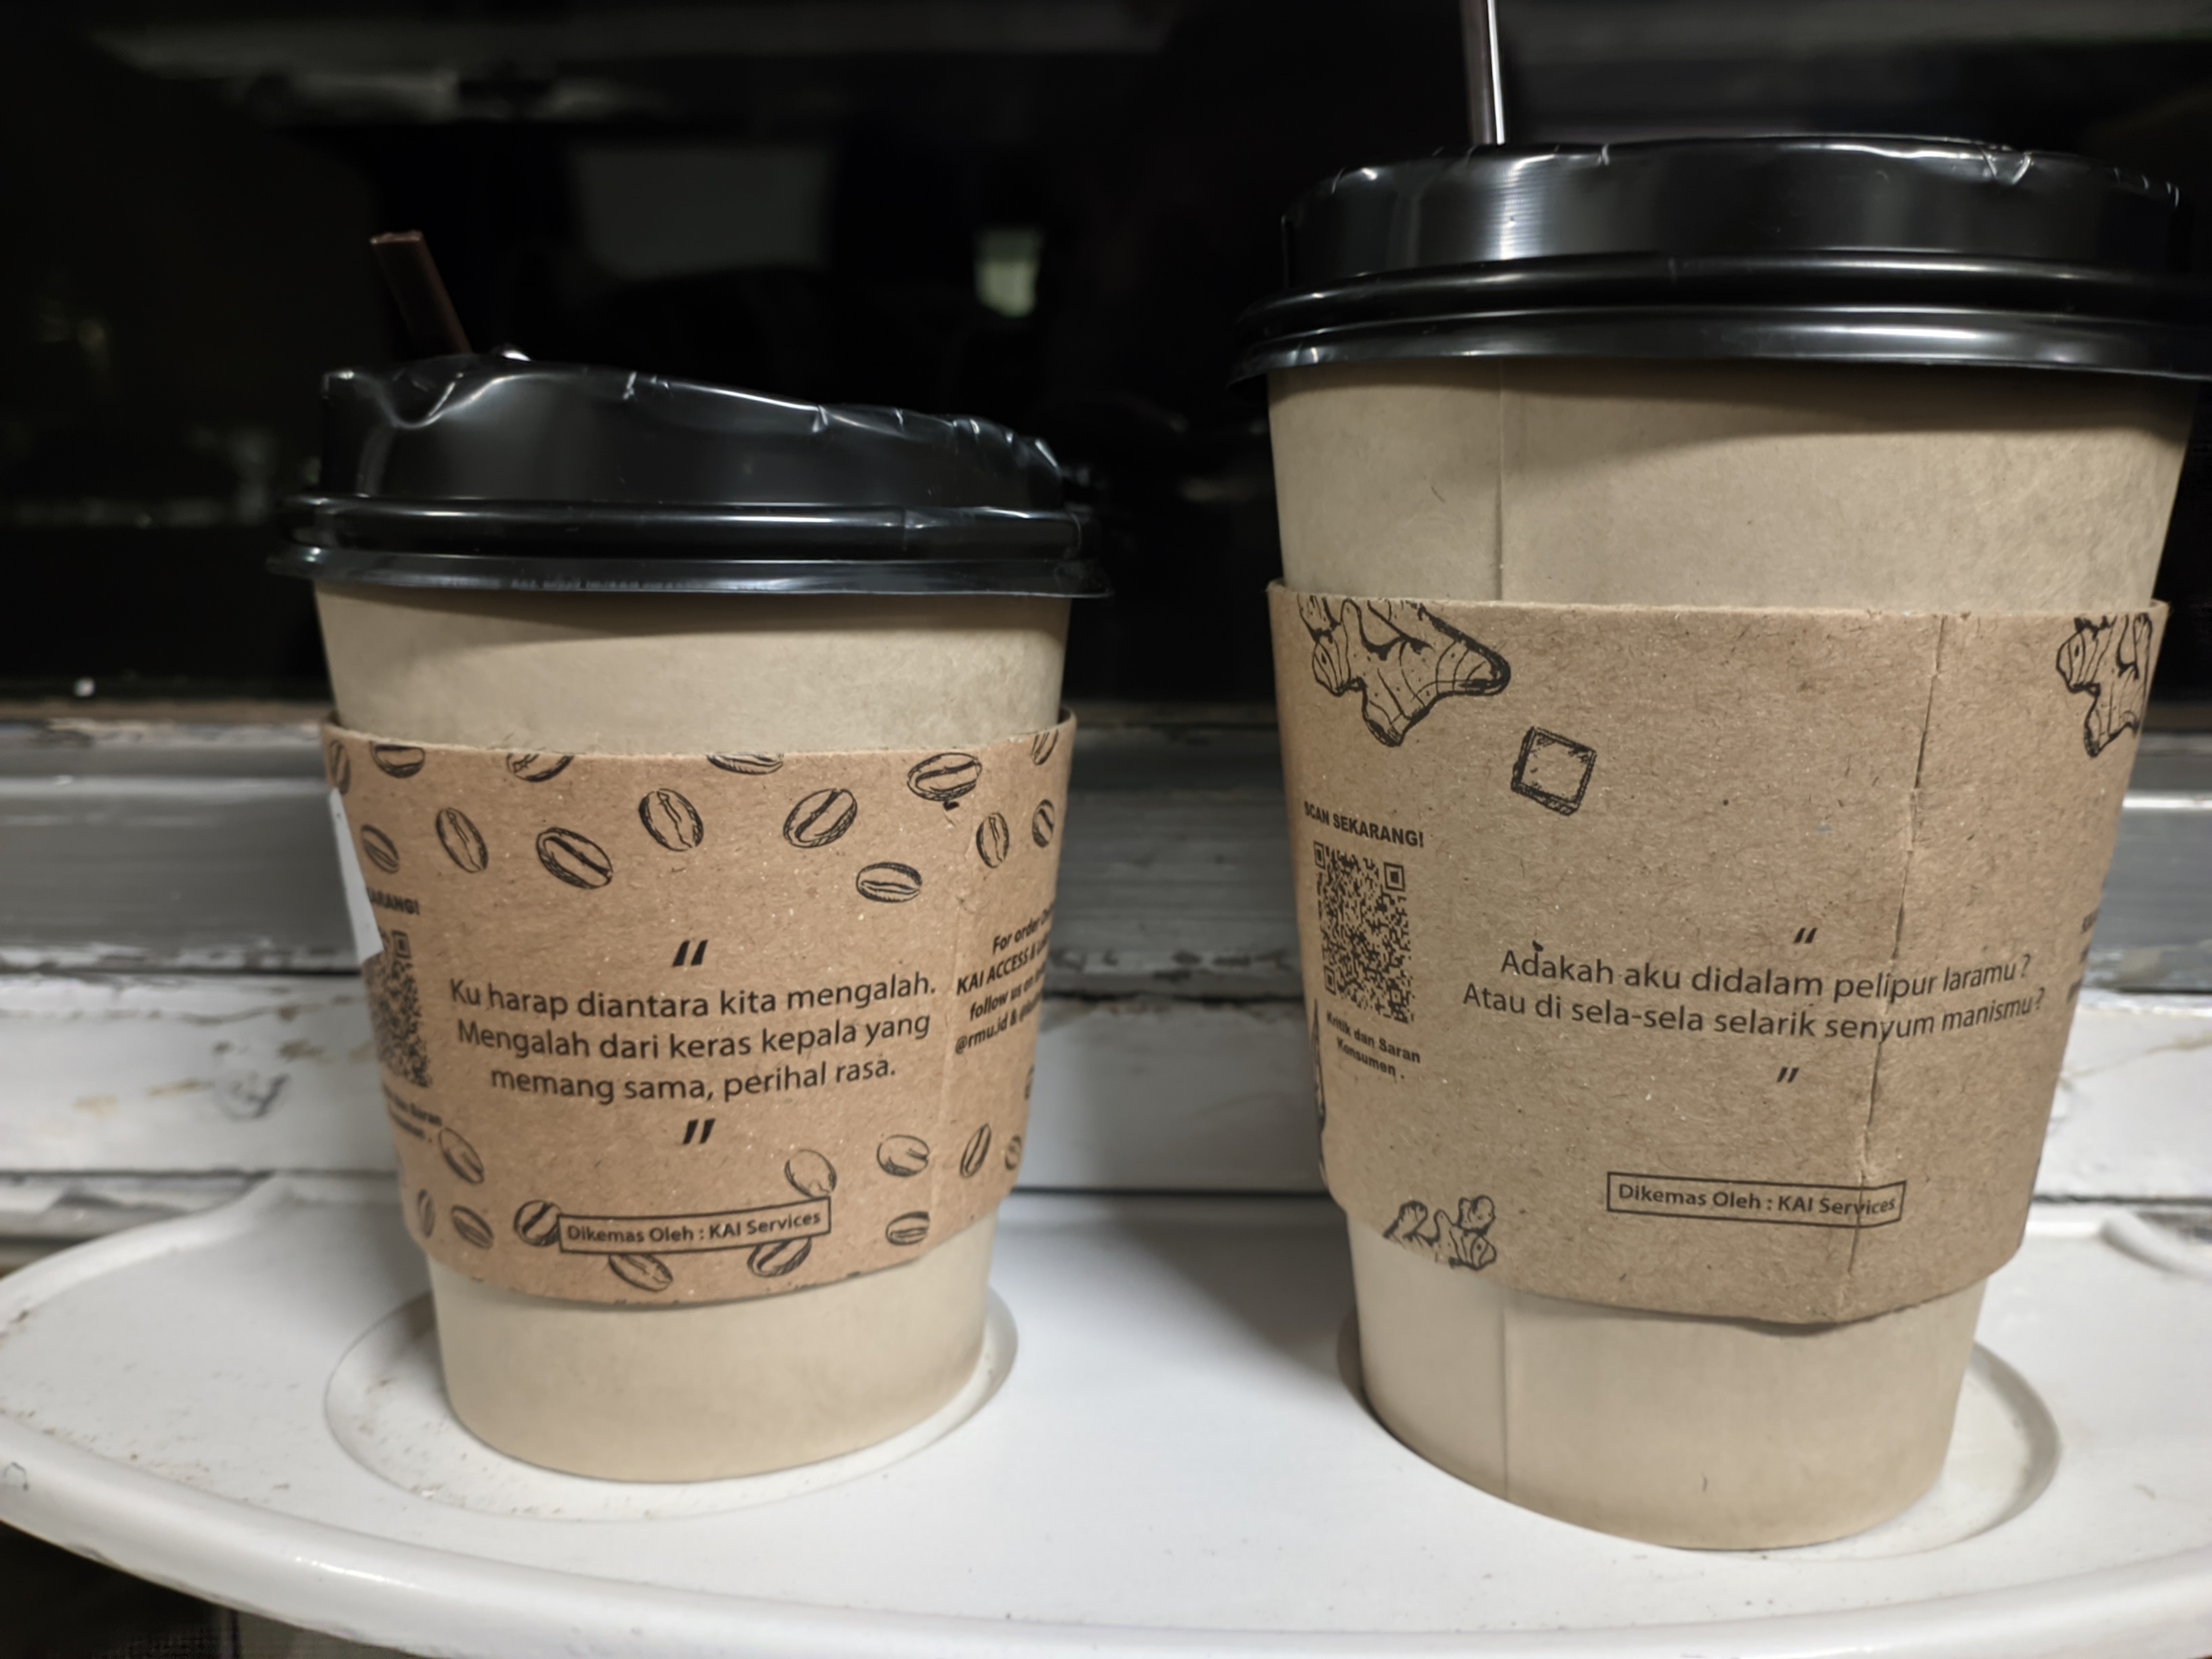 "
Ku harap diantara kita mengalah.
Mengalah dari keras kepala yang
memang sama, perihal rasa.
"
Dikemas Oleh : KAI Services
For order
KAI ACCESS &
follow us on
@rmu.id &
SCAN SEKARANG!
Kritik dan Saran
Konsumen .
"
Adakah aku didalam pelipur laramu ?
Atau di sela-sela selarik senyum manismu ?
"
Dikemas Oleh : KAI Services